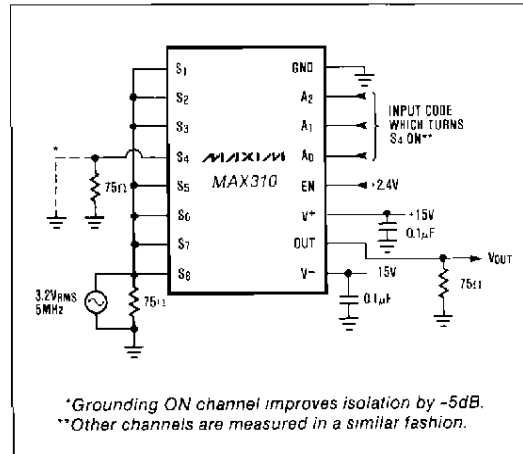 S1
S2
S3
S4
S5
S6
S7
S8
GND
A2
A1
A0
EN
V+
OUT
V−
MAXIM
MAX310
INPUT CODE
WHICH TURNS
S4 ON**
+2.4V
+15V
0.1µF
VOUT
15V
0.1µF
75Ω
*
75Ω
3.2VRMS
5MHz
75Ω
*Grounding ON channel improves isolation by -5dB.
**Other channels are measured in a similar fashion.